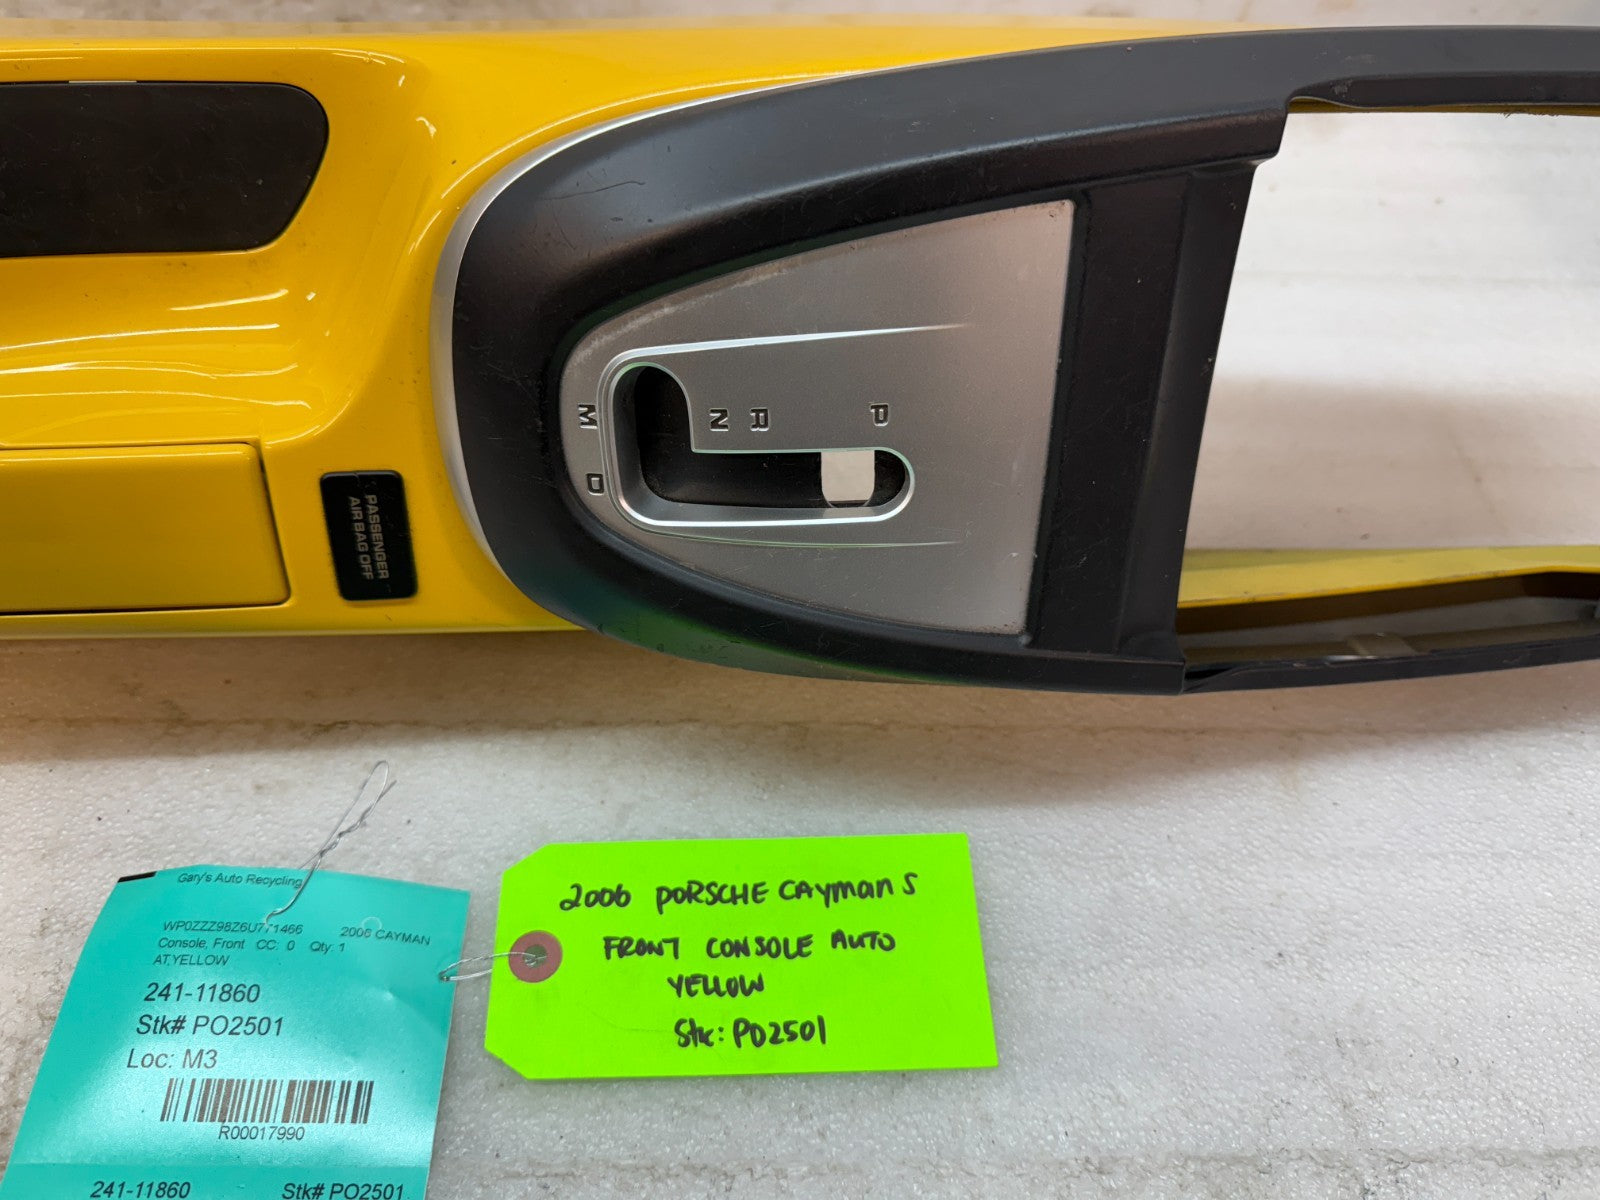 M
N
R
P
D
PASSENGER
AIR BAG OFF
Gary's Auto Recycling
WP0ZZZ98Z6U771466 2006 CAYMAN
Console, Front CC: 0 Qty: 1
AT,YELLOW
241-11860
Stk# PO2501
Loc: M3
R00017990
241-11860 Stk# PO2501
2006 PORSCHE CAYMAN S
FRONT CONSOLE AUTO
YELLOW
Stk: PO2501